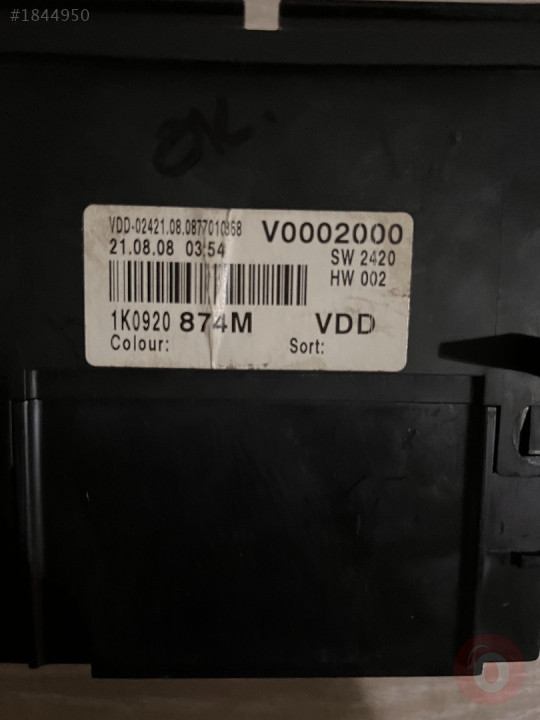 #1844950
VDD-02421.08.0877010368 V0002000
21.08.08 03:54 SW 2420
HW 002
1K0920 874M VDD
Colour: Sort: